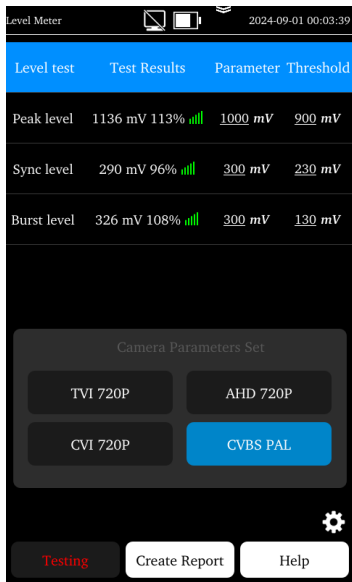 Level Meter 2024-09-01 00:03:39
Level test Test Results Parameter Threshold
Peak level 1136 mV 113% 1000 mV 900 mV
Sync level 290 mV 96% 300 mV 230 mV
Burst level 326 mV 108% 300 mV 130 mV
Camera Parameters Set
TVI 720P AHD 720P
CVI 720P CVBS PAL
Testing Create Report Help